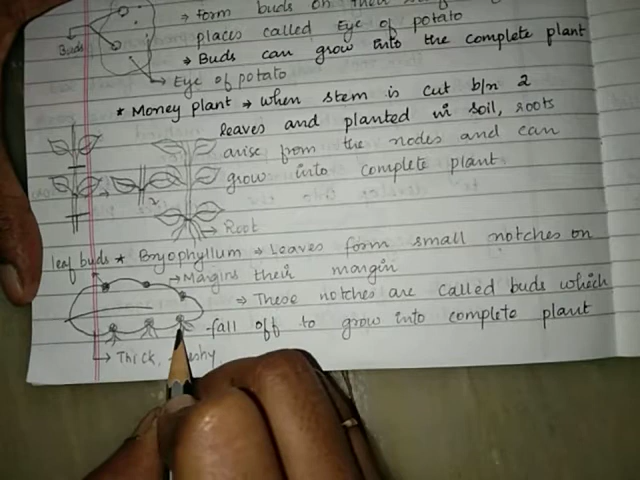 → form buds on their
places called Eye of potato
Buds
→ Buds can grow into the complete plant
→ Eye of potato
* Money plant → when stem is cut b/n 2
leaves and planted in soil, roots
arise from the nodes and can
grow into complete plant
2
→ Root
leaf buds * Bryophyllum → Leaves form small notches on
→ Margins their margin
→ These notches are called buds which
fall off to grow into complete plant
→ Thick,